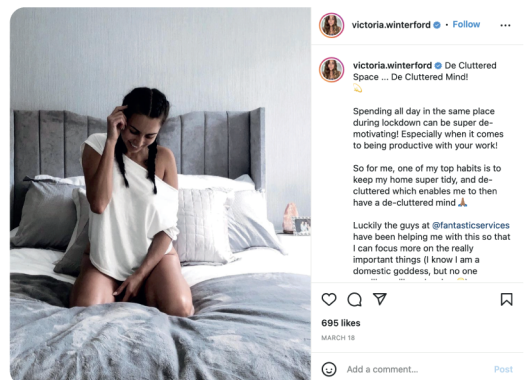 victoria.winterford • Follow
victoria.winterford De Cluttered
Space ... De Cluttered Mind!
💫
Spending all day in the same place
during lockdown can be super de-
motivating! Especially when it comes
to being productive with your work!
So for me, one of my top habits is to
keep my home super tidy, and de-
cluttered which enables me to then
have a de-cluttered mind 🙏🏽
Luckily the guys at @fantasticservices
have been helping me with this so that
I can focus more on the really
important things (I know I am a
domestic goddess, but no one
695 likes
MARCH 18
Add a comment...
Post